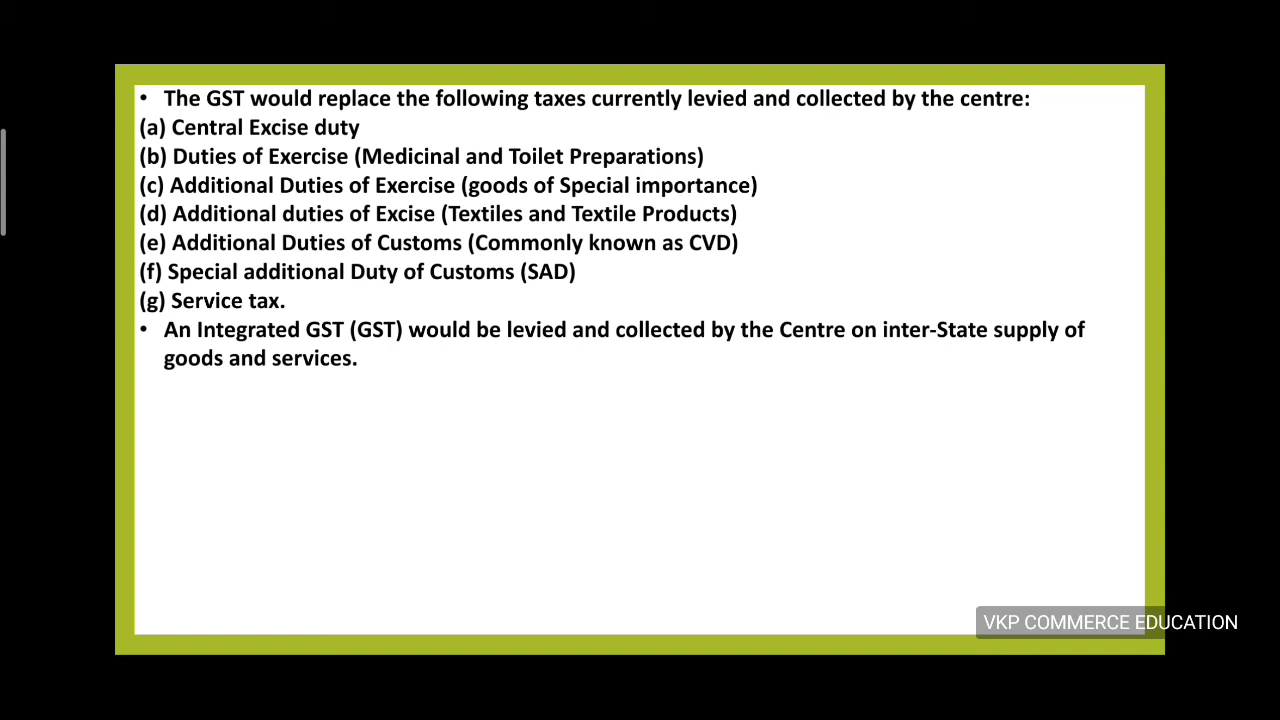 • The GST would replace the following taxes currently levied and collected by the centre:
(a) Central Excise duty
(b) Duties of Exercise (Medicinal and Toilet Preparations)
(c) Additional Duties of Exercise (goods of Special importance)
(d) Additional duties of Excise (Textiles and Textile Products)
(e) Additional Duties of Customs (Commonly known as CVD)
(f) Special additional Duty of Customs (SAD)
(g) Service tax.
• An Integrated GST (GST) would be levied and collected by the Centre on inter-State supply of
goods and services.
VKP COMMERCE EDUCATION